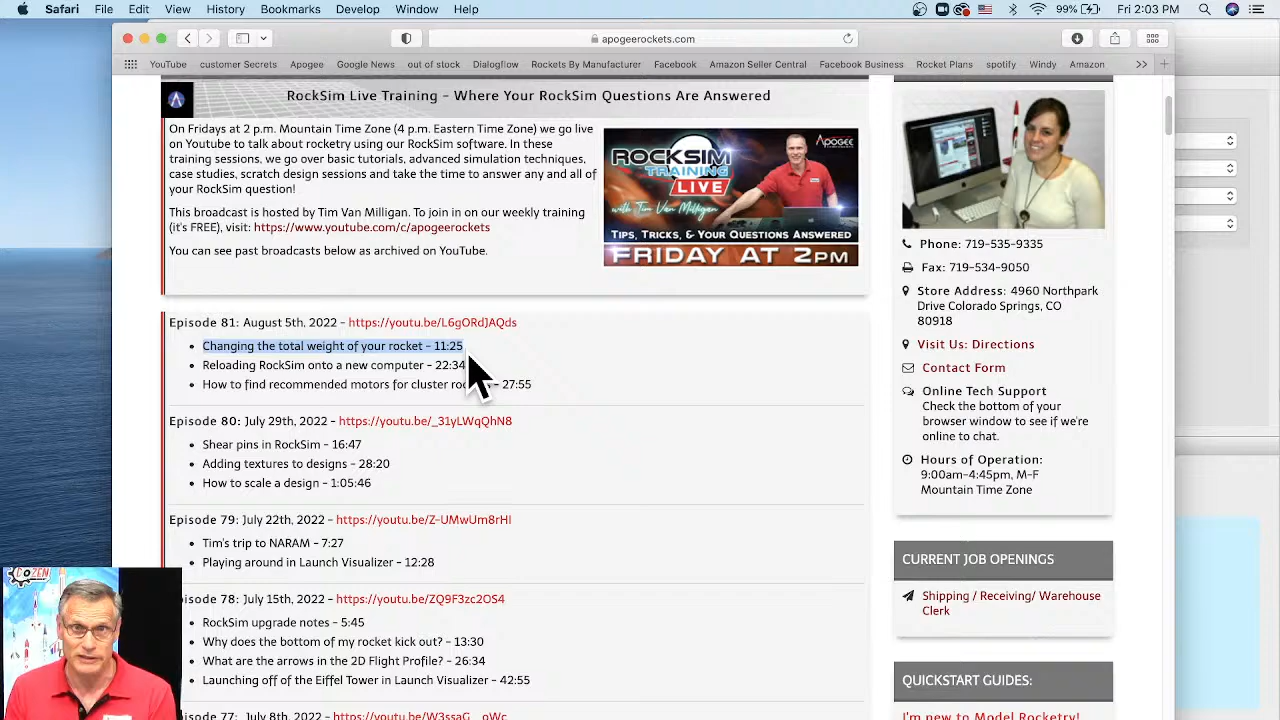 Safari File Edit View History Bookmarks Window Help
99% Fri 2:03 PM
apogeerockets.com
YouTube customer Secrets Apogee Google News out of stock Dialogflow Rockets By Manufacturer Facebook Amazon Seller Central Facebook Business Rocket Plans spotify Windy Amazon
RockSim Live Training - Where Your RockSim Questions Are Answered
On Fridays at 2 p.m. Mountain Time Zone (4 p.m. Eastern Time Zone) we go live
on YouTube to talk about rocketry using our RockSim software. In these
training sessions, we go over basic tutorials, advanced simulation techniques,
case studies, scratch design sessions and take the time to answer any and all of
your RockSim question!
This broadcast is hosted by Tim Van Milligan. To join in on our weekly training
(it's FREE), visit: https://www.youtube.com/c/apogeerockets
You can see past broadcasts below as archived on YouTube.
APOGEE
ROCKSIM
TRAINING
LIVE
with Tim Van Milligan
TIPS, TRICKS, & YOUR QUESTIONS ANSWERED
FRIDAY AT 2PM
Episode 81: August 5th, 2022 - https://youtu.be/L6gORdJAQds
Changing the total weight of your rocket - 11:25
Reloading RockSim onto a new computer - 22:34
How to find recommended motors for cluster - 27:55
Episode 80: July 29th, 2022 - https://youtu.be/_31yLWqQhN8
Shear pins in RockSim - 16:47
Adding textures to designs - 28:20
How to scale a design - 1:05:46
Episode 79: July 22th, 2022 - https://youtu.be/Z-UMwUm8rHI
Tim's trip to NARAM - 7:27
Playing around in Launch Visualizer - 12:28
78: July 15th, 2022 - https://youtu.be/ZQ9F3zc2OS4
RockSim upgrade notes - 5:45
Why does the bottom of my rocket kick out? - 13:30
What are the arrows in the 2D Flight Profile? - 26:34
Launching off of the Eiffel Tower in Launch Visualizer - 42:55
77: July 8th, 2022 -
Phone: 719-535-9335
Fax: 719-534-9050
Store Address: 4960 Northpark
Drive Colorado Springs, CO
80918
Visit Us: Directions
Contact Form
Online Tech Support
Check the bottom of your
browser window to see if we're
online to chat.
Hours of Operation:
9:00am-4:45pm, M-F
Mountain Time Zone
CURRENT JOB OPENINGS
Shipping / Receiving/ Warehouse
Clerk
QUICKSTART GUIDES:
I'm new to Model Rocketry!